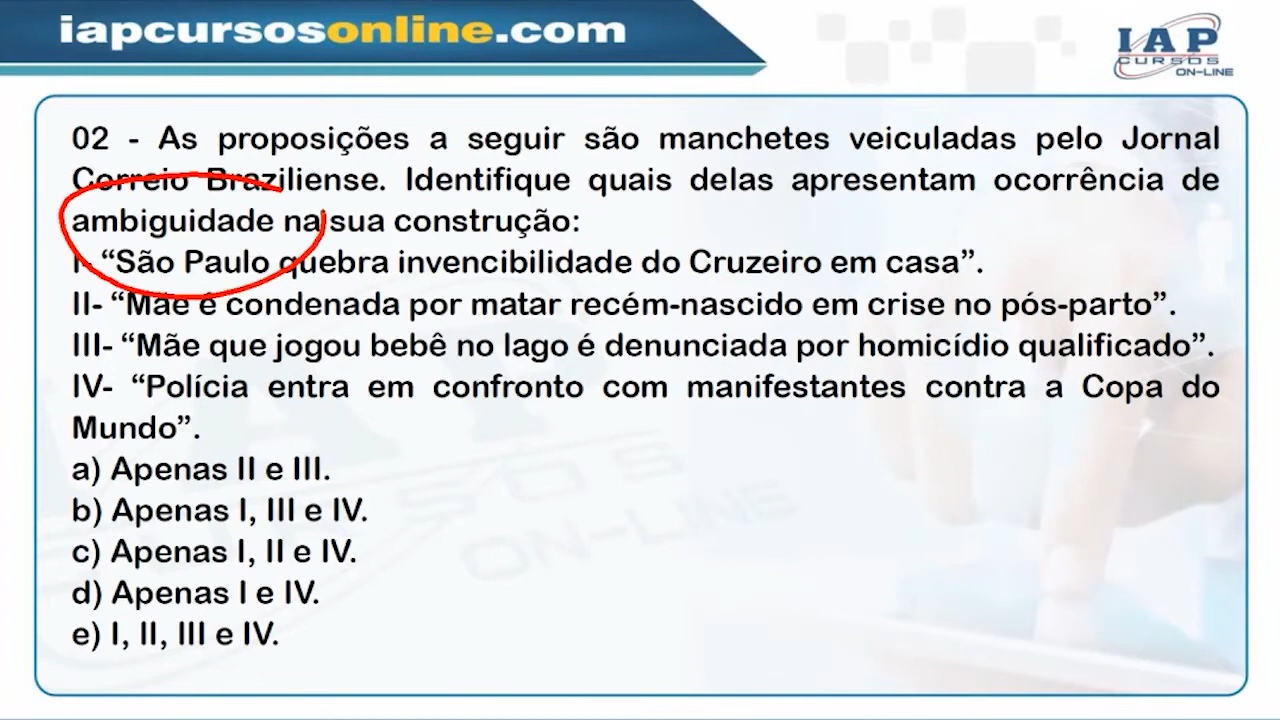 iapcursosonline.com
IAP
CURSOS
ON-LINE
02 - As proposições a seguir são manchetes veiculadas pelo Jornal
Correio Braziliense. Identifique quais delas apresentam ocorrência de
ambiguidade na sua construção:
I- “São Paulo quebra invencibilidade do Cruzeiro em casa”.
II- “Mãe é condenada por matar recém-nascido em crise no pós-parto”.
III- “Mãe que jogou bebê no lago é denunciada por homicídio qualificado”.
IV- “Polícia entra em confronto com manifestantes contra a Copa do
Mundo”.
a) Apenas II e III.
b) Apenas I, III e IV.
c) Apenas I, II e IV.
d) Apenas I e IV.
e) I, II, III e IV.